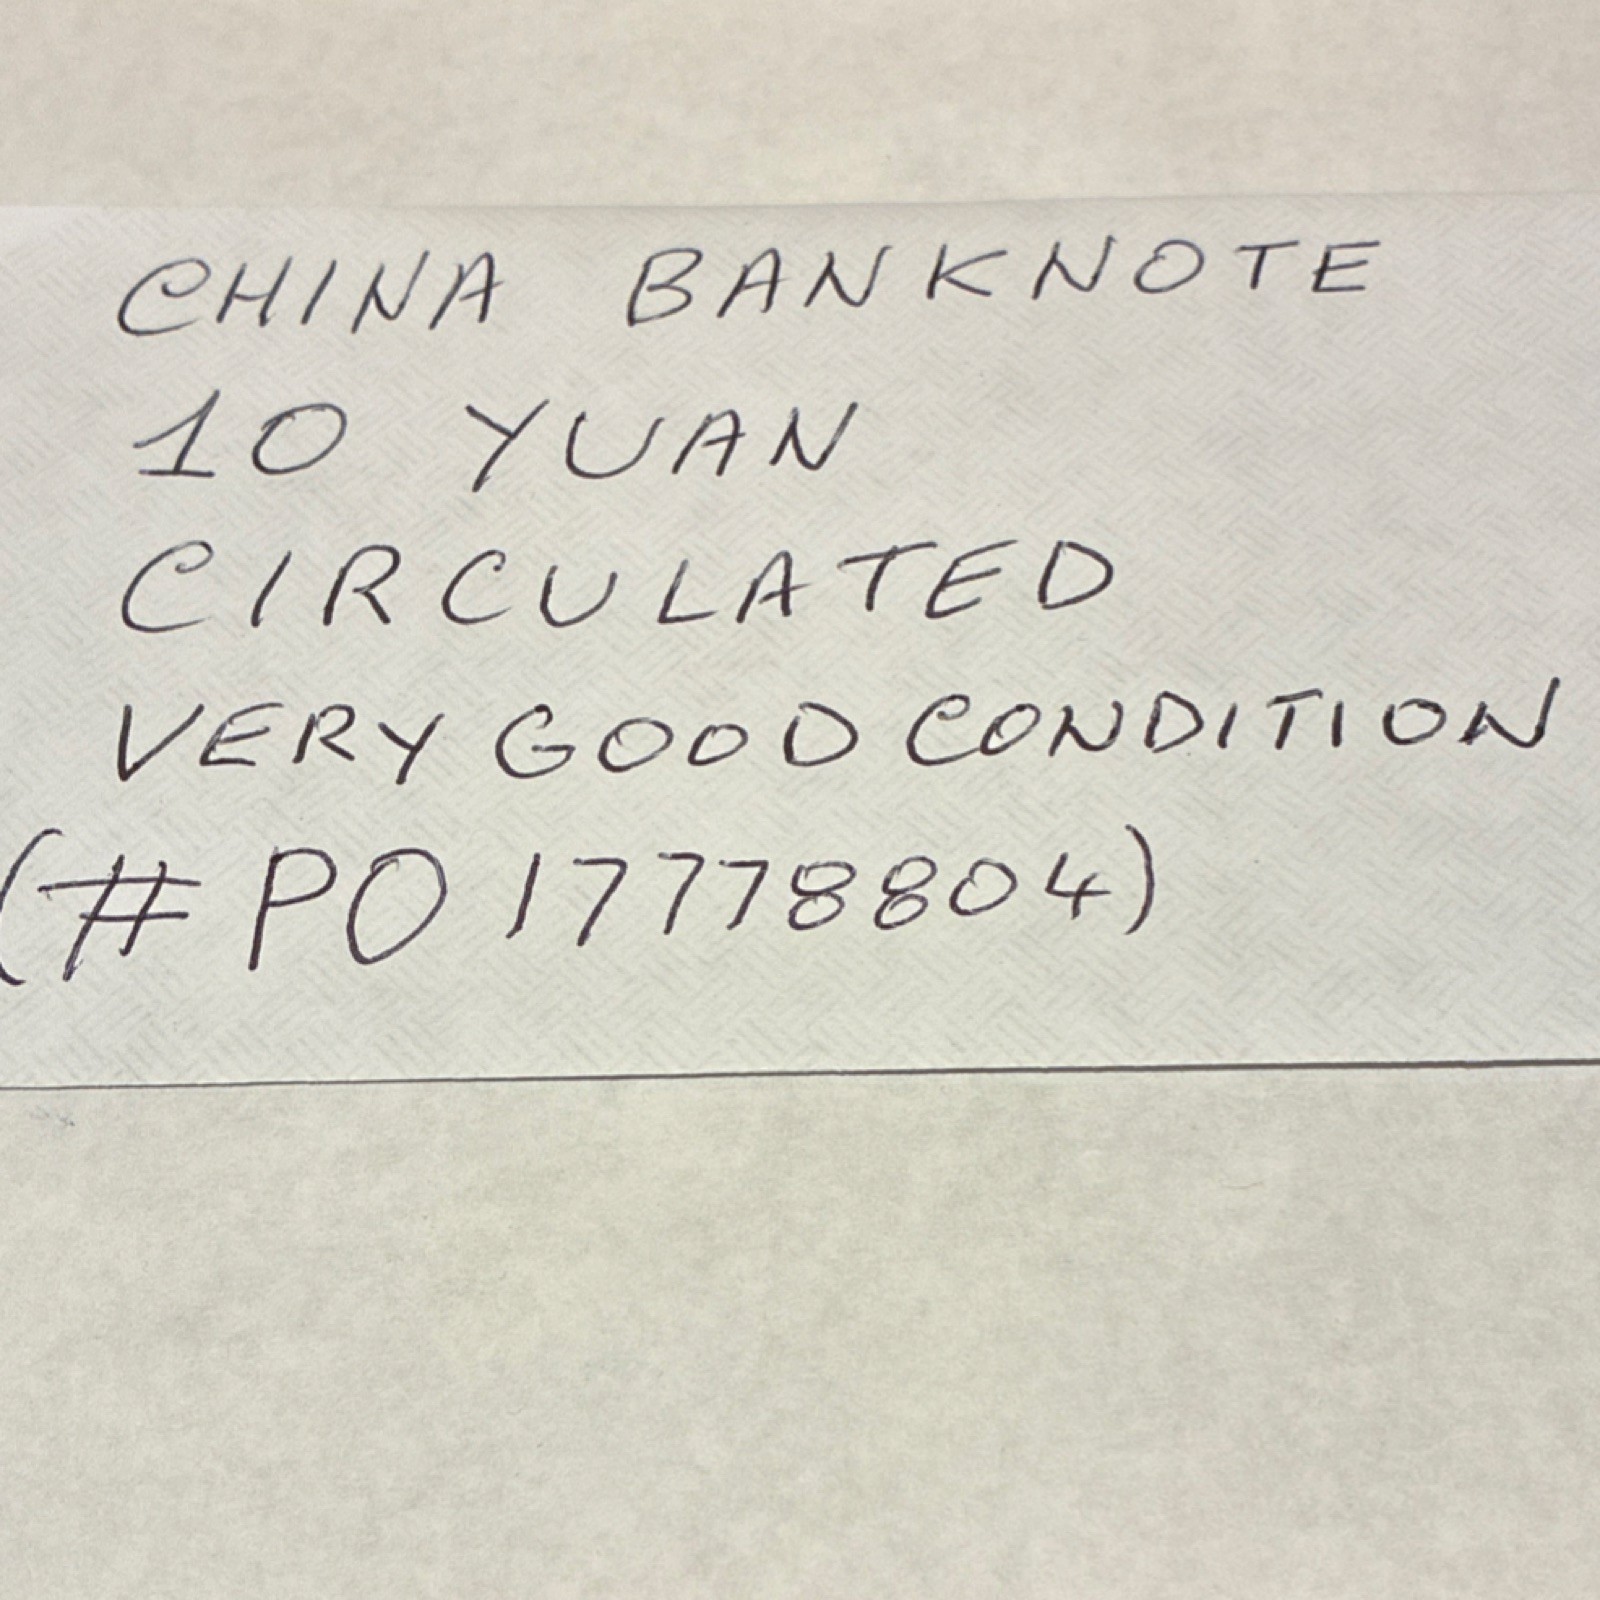 CHINA BANKNOTE
10 YUAN
CIRCULATED
VERY GOOD CONDITION
(# PO 17778804)